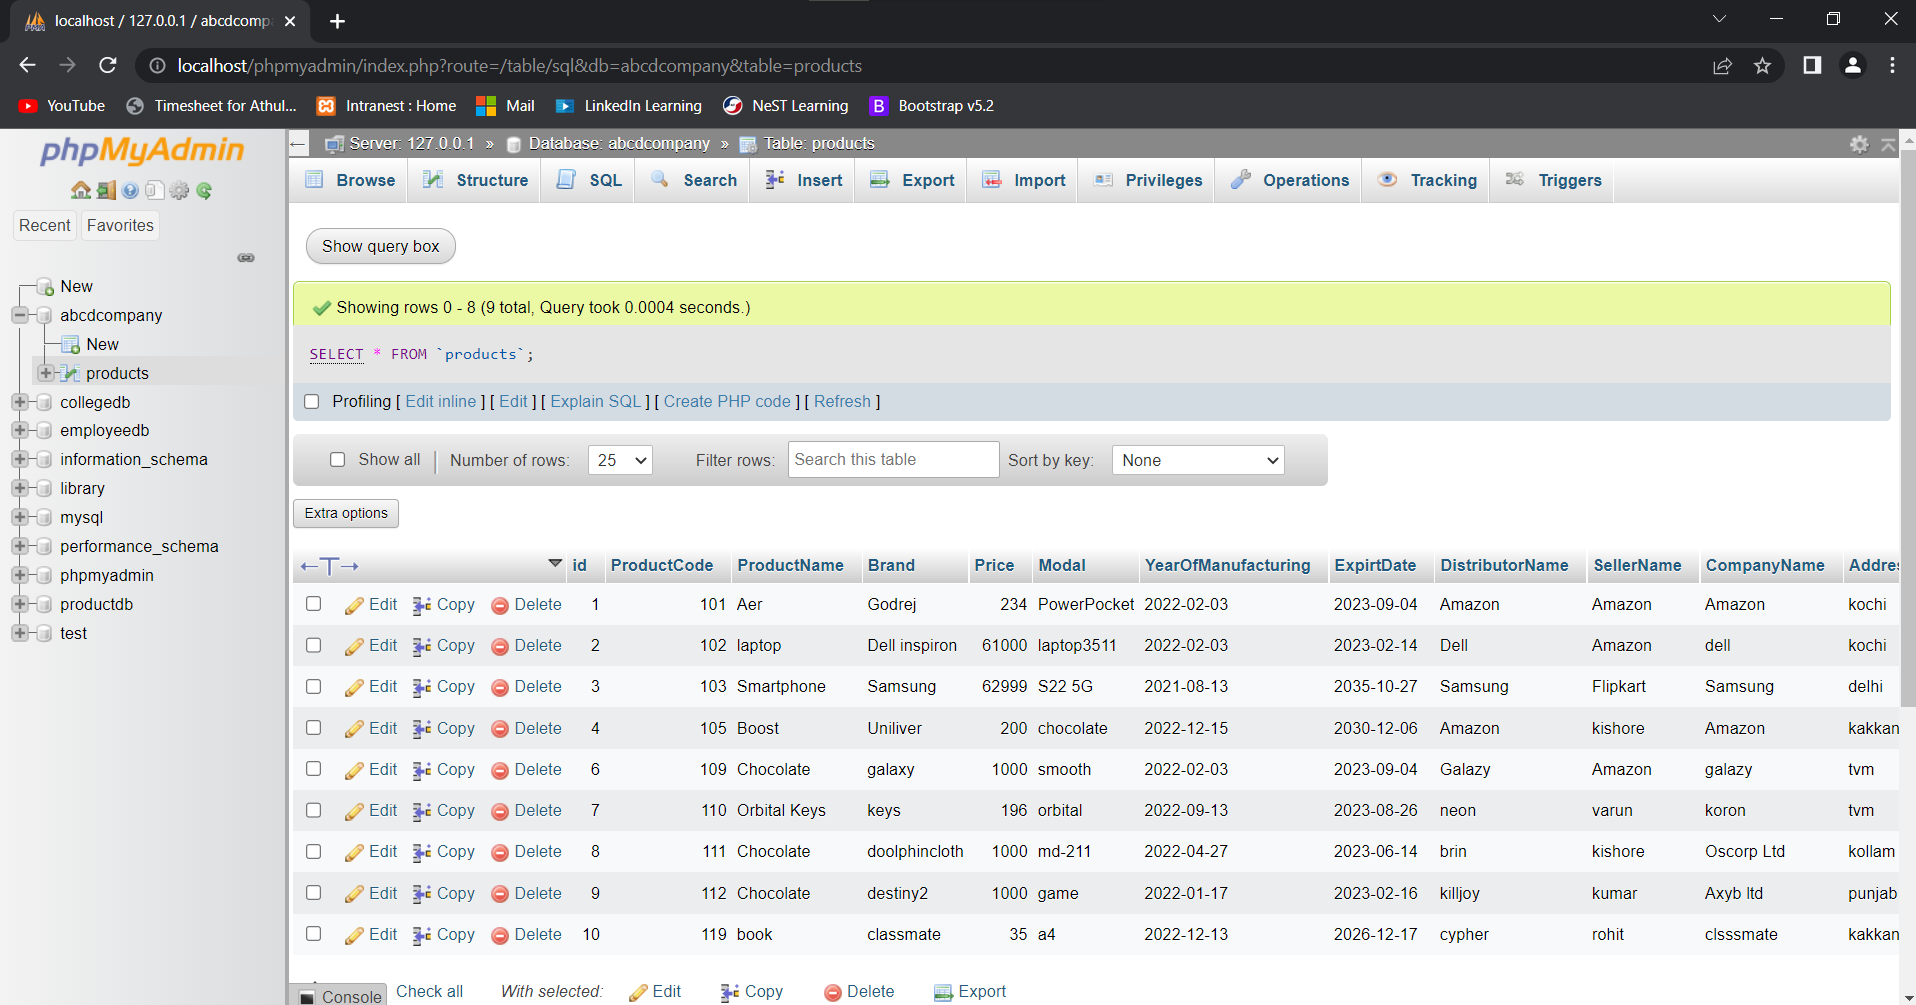 localhost / 127.0.0.1 / abcdcomp
localhost/phpmyadmin/index.php?route=/table/sql&db=abcdcompany&table=products
YouTube Timesheet for Athul... Intranest : Home Mail LinkedIn Learning NeST Learning B Bootstrap v5.2
phpMyAdmin
Recent Favorites
New
abcdcompany
New
products
collegedb
employeedb
information_schema
library
mysql
performance_schema
phpmyadmin
productdb
test
Server: 127.0.0.1 » Database: abcdcompany » Table: products
Browse Structure SQL Search Insert Export Import Privileges Operations Tracking Triggers
Show query box
Showing rows 0 - 8 (9 total, Query took 0.0004 seconds.)
SELECT * FROM `products`;
Profiling [ Edit inline ] [ Edit ] [ Explain SQL ] [ Create PHP code ] [ Refresh ]
Show all | Number of rows: 25 Filter rows: Search this table Sort by key: None
Extra options
←T→ id ProductCode ProductName Brand Price Modal YearOfManufacturing ExpirtDate DistributorName SellerName CompanyName Addre
Edit Copy Delete 1 101 Aer Godrej 234 PowerPocket 2022-02-03 2023-09-04 Amazon Amazon Amazon kochi
Edit Copy Delete 2 102 laptop Dell inspiron 61000 laptop3511 2022-02-03 2023-02-14 Dell Amazon dell kochi
Edit Copy Delete 3 103 Smartphone Samsung 62999 S22 5G 2021-08-13 2035-10-27 Samsung Flipkart Samsung delhi
Edit Copy Delete 4 105 Boost Uniliver 200 chocolate 2022-12-15 2030-12-06 Amazon kishore Amazon kakkan
Edit Copy Delete 6 109 Chocolate galaxy 1000 smooth 2022-02-03 2023-09-04 Galazy Amazon galazy tvm
Edit Copy Delete 7 110 Orbital Keys keys 196 orbital 2022-09-13 2023-08-26 neon varun koron tvm
Edit Copy Delete 8 111 Chocolate doolphincloth 1000 md-211 2022-04-27 2023-06-14 brin kishore Oscorp Ltd kollam
Edit Copy Delete 9 112 Chocolate destiny2 1000 game 2022-01-17 2023-02-16 killjoy kumar Axyb ltd punjab
Edit Copy Delete 10 119 book classmate 35 a4 2022-12-13 2026-12-17 cypher rohit clsssmate kakkan
Console Check all With selected: Edit Copy Delete Export